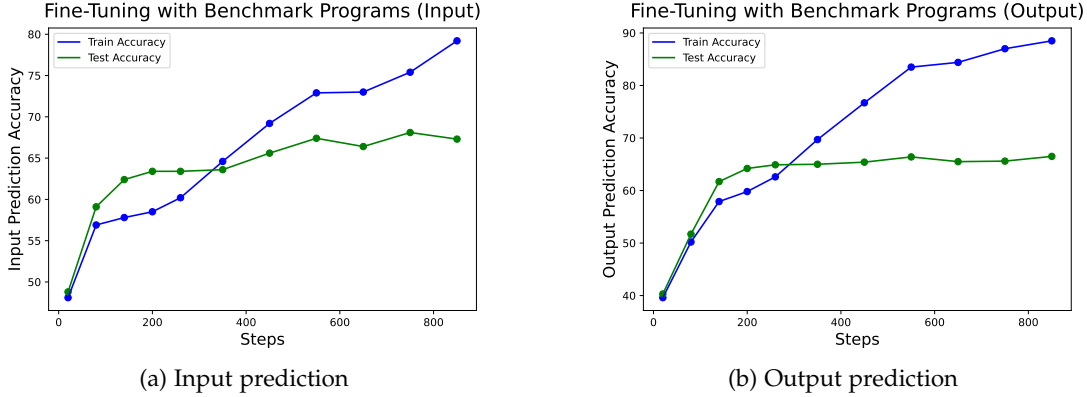 Fine-Tuning with Benchmark Programs (Input)
Train Accuracy
Test Accuracy
80
75
70
65
60
55
50
Input Prediction Accuracy
0 200 400 600 800
Steps
(a) Input prediction
Fine-Tuning with Benchmark Programs (Output)
Train Accuracy
Test Accuracy
90
80
70
60
50
40
Output Prediction Accuracy
0 200 400 600 800
Steps
(b) Output prediction